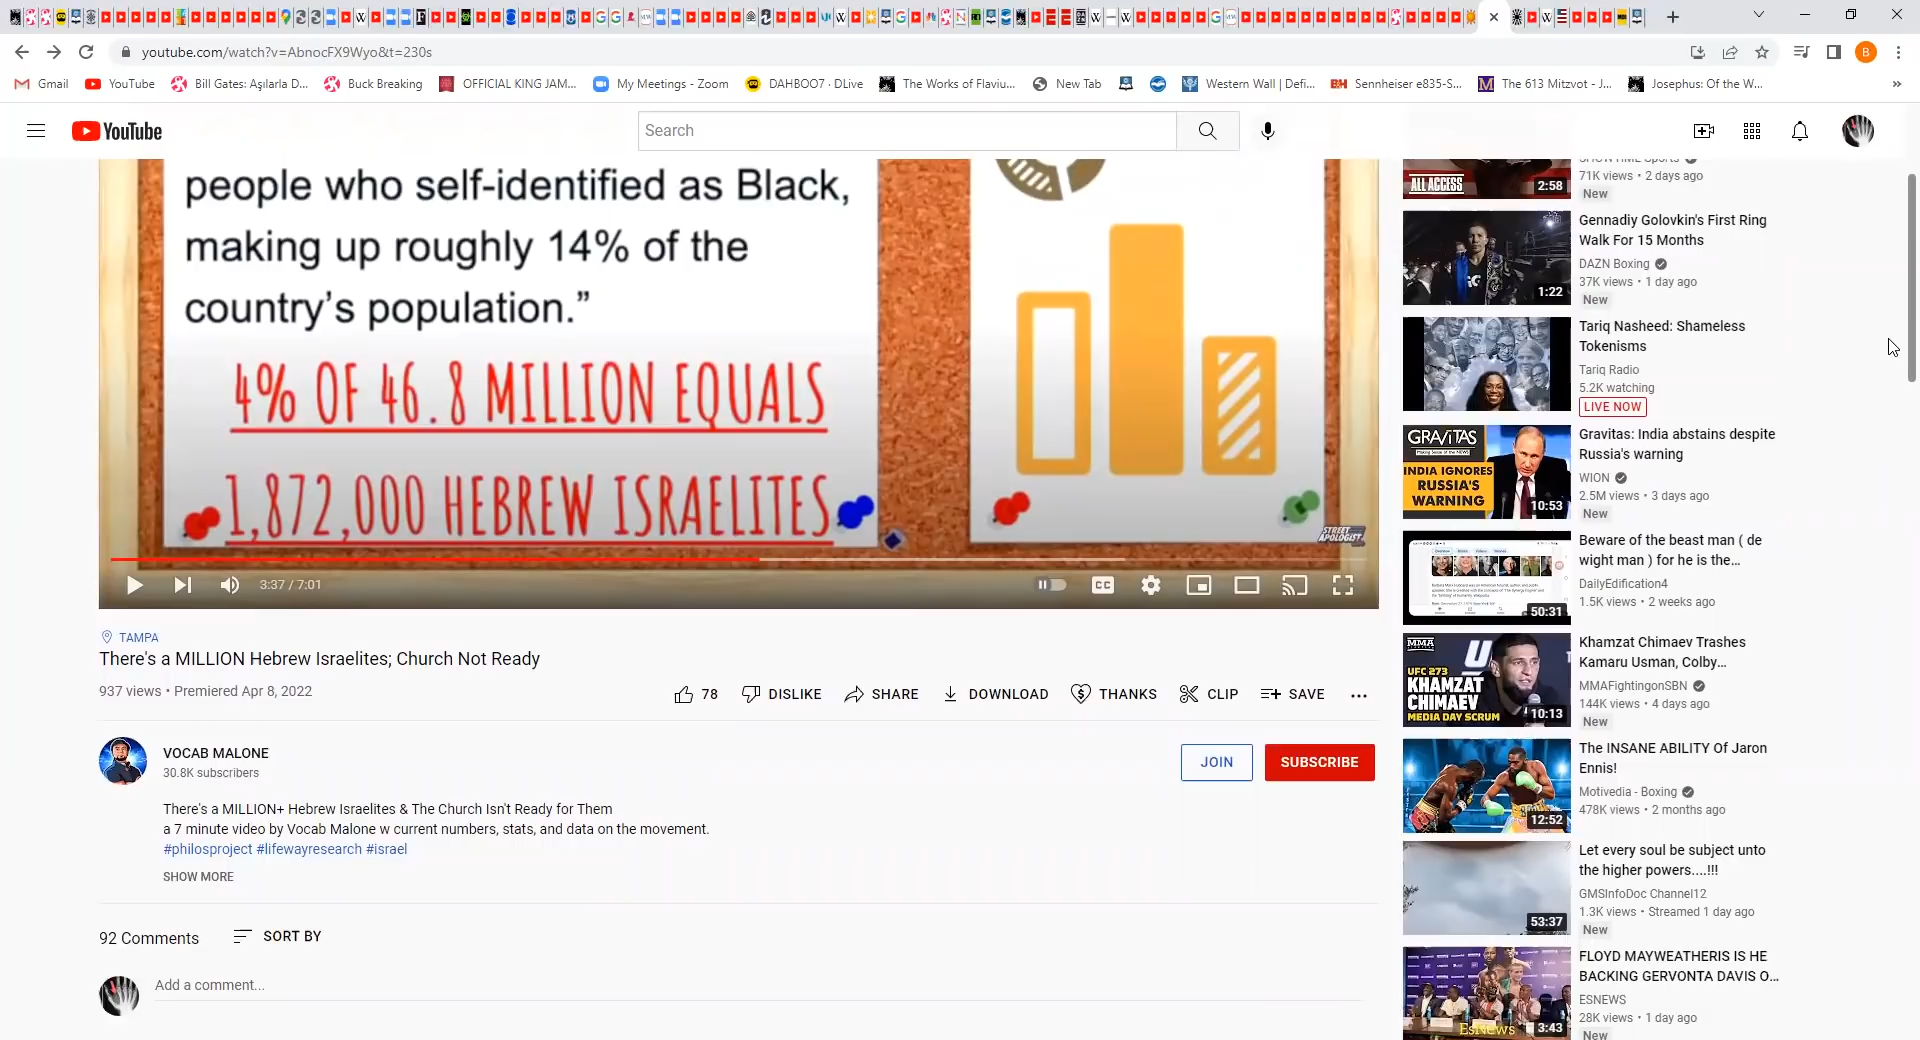 youtube.com/watch?v=AbnocFX9Wyo&t=230s
B
Gmail
YouTube
Bill Gates: Aşılarla D...
Buck Breaking
OFFICIAL KING JAM...
My Meetings - Zoom
DAHBOO7 · DLive
The Works of Flaviu...
New Tab
Western Wall | Defi...
Sennheiser e835-S...
The 613 Mitzvot - J...
Josephus: Of the W...
»
YouTube
Search
people who self-identified as Black,
making up roughly 14% of the
country's population."
4% OF 46.8 MILLION EQUALS
1,872,000 HEBREW ISRAELITES
STREET
APOLOGIST
3:37 / 7:01
CC
TAMPA
There's a MILLION Hebrew Israelites; Church Not Ready
937 views • Premiered Apr 8, 2022
78
DISLIKE
SHARE
DOWNLOAD
THANKS
CLIP
SAVE
VOCAB MALONE
30.8K subscribers
JOIN
SUBSCRIBE
There's a MILLION+ Hebrew Israelites & The Church Isn't Ready for Them
a 7 minute video by Vocab Malone w current numbers, stats, and data on the movement.
#philosproject #lifewayresearch #israel
SHOW MORE
92 Comments
SORT BY
Add a comment...
ALL ACCESS
2:58
SHOWTIME Sports
71K views • 2 days ago
New
1:22
Gennadiy Golovkin's First Ring
Walk For 15 Months
DAZN Boxing
37K views • 1 day ago
New
Tariq Nasheed: Shameless
Tokenisms
Tariq Radio
5.2K watching
LIVE NOW
GRAVITAS
INDIA IGNORES
RUSSIA'S
WARNING
10:53
Gravitas: India abstains despite
Russia's warning
WION
2.5M views • 3 days ago
New
50:31
Beware of the beast man ( de
wight man ) for he is the...
DailyEdification4
1.5K views • 2 weeks ago
MMA
UFC 273
KHAMZAT
CHIMAEV
MEDIA DAY SCRUM
10:13
Khamzat Chimaev Trashes
Kamaru Usman, Colby...
MMAFightingonSBN
144K views • 4 days ago
New
12:52
The INSANE ABILITY Of Jaron
Ennis!
Motivedia - Boxing
478K views • 2 months ago
53:37
Let every soul be subject unto
the higher powers....!!!
GMSInfoDoc Channel12
1.3K views • Streamed 1 day ago
New
EsNews
3:43
FLOYD MAYWEATHERIS IS HE
BACKING GERVONTA DAVIS O...
ESNEWS
28K views • 1 day ago
New